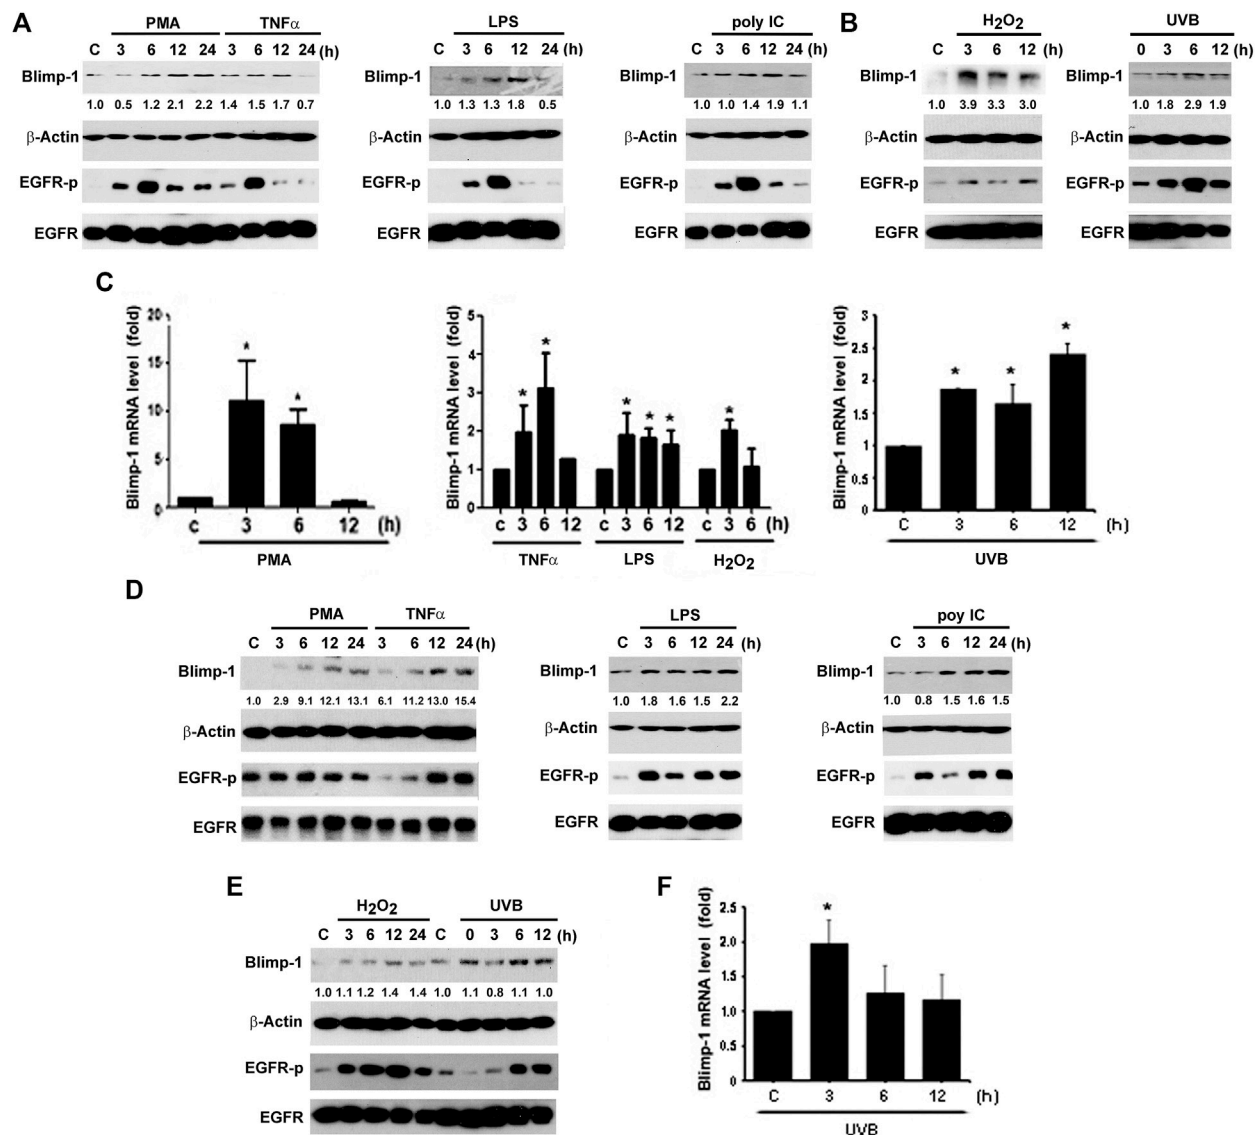 A
PMA TNFα
C 3 6 12 24 3 6 12 24 (h)
Blimp-1
1.0 0.5 1.2 2.1 2.2 1.4 1.5 1.7 0.7
β-Actin
EGFR-p
EGFR
LPS
C 3 6 12 24 (h)
Blimp-1
1.0 1.3 1.3 1.8 0.5
β-Actin
EGFR-p
EGFR
poly IC
C 3 6 12 24 (h)
Blimp-1
1.0 1.0 1.4 1.9 1.1
β-Actin
EGFR-p
EGFR
B
H2O2
C 3 6 12 (h)
Blimp-1
1.0 3.9 3.3 3.0
β-Actin
EGFR-p
EGFR
UVB
0 3 6 12 (h)
Blimp-1
1.0 1.8 2.9 1.9
β-Actin
EGFR-p
EGFR
C
Blimp-1 mRNA level (fold)
20
15
10
5
0
* *
c 3 6 12 (h)
PMA
Blimp-1 mRNA level (fold)
5
4
3
2
1
0
* * * * * *
c 3 6 12 c 3 6 12 c 3 6 (h)
TNFα LPS H2O2
Blimp-1 mRNA level (fold)
3
2.5
2
1.5
1
0.5
0
* * *
C 3 6 12 (h)
UVB
D
PMA TNFα
C 3 6 12 24 3 6 12 24 (h)
Blimp-1
1.0 2.9 9.1 12.1 13.1 6.1 11.2 13.0 15.4
β-Actin
EGFR-p
EGFR
LPS
C 3 6 12 24 (h)
Blimp-1
1.0 1.8 1.6 1.5 2.2
β-Actin
EGFR-p
EGFR
poy IC
C 3 6 12 24 (h)
Blimp-1
1.0 0.8 1.5 1.6 1.5
β-Actin
EGFR-p
EGFR
E
H2O2 UVB
C 3 6 12 24 C 0 3 6 12 (h)
Blimp-1
1.0 1.1 1.2 1.4 1.4 1.0 1.1 0.8 1.1 1.0
β-Actin
EGFR-p
EGFR
F
Blimp-1 mRNA level (fold)
2.5
2.0
1.5
1.0
0.5
0
*
C 3 6 12 (h)
UVB